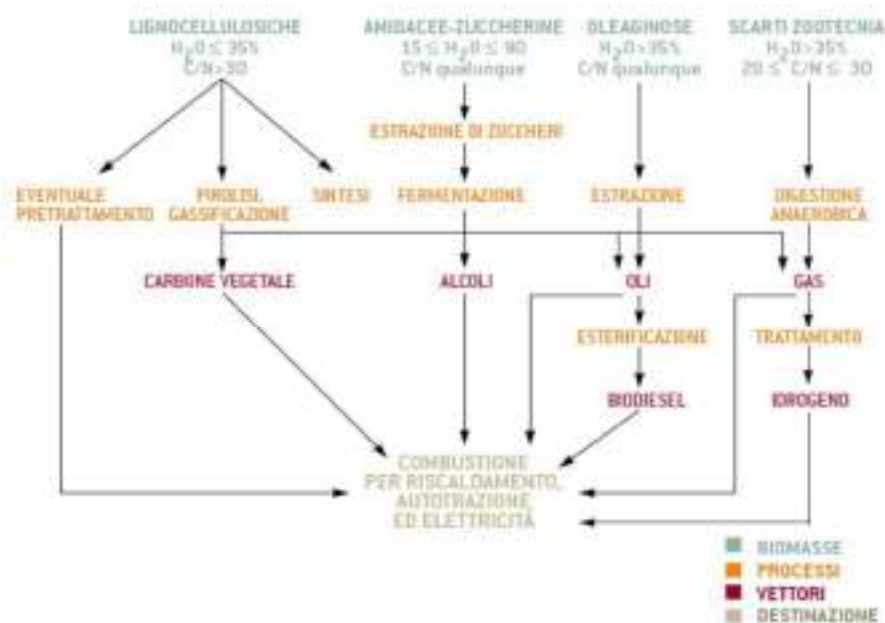 LIGNOCELLULOSICHE
H₂O ≤ 35%
C/N>30
AMIDACEE-ZUCCHERINE
15 ≤ H₂O ≤ 90
C/N qualunque
OLEAGINOSE
H₂O>35%
C/N qualunque
SCARTI ZOOTECNIA
H₂O>35%
20 ≤ C/N ≤ 30
ESTRAZIONE DI ZUCCHERI
EVENTUALE
PRETRATTAMENTO
PIROLISI,
GASSIFICAZIONE
SINTESI
FERMENTAZIONE
ESTRAZIONE
DIGESTIONE
ANAEROBICA
CARBONE VEGETALE
ALCOLI
OLI
GAS
ESTERIFICAZIONE
TRATTAMENTO
BIODIESEL
IDROGENO
COMBUSTIONE
PER RISCALDAMENTO,
AUTOTRAZIONE
ED ELETTRICITÀ
BIOMASSE
PROCESSI
VETTORI
DESTINAZIONE